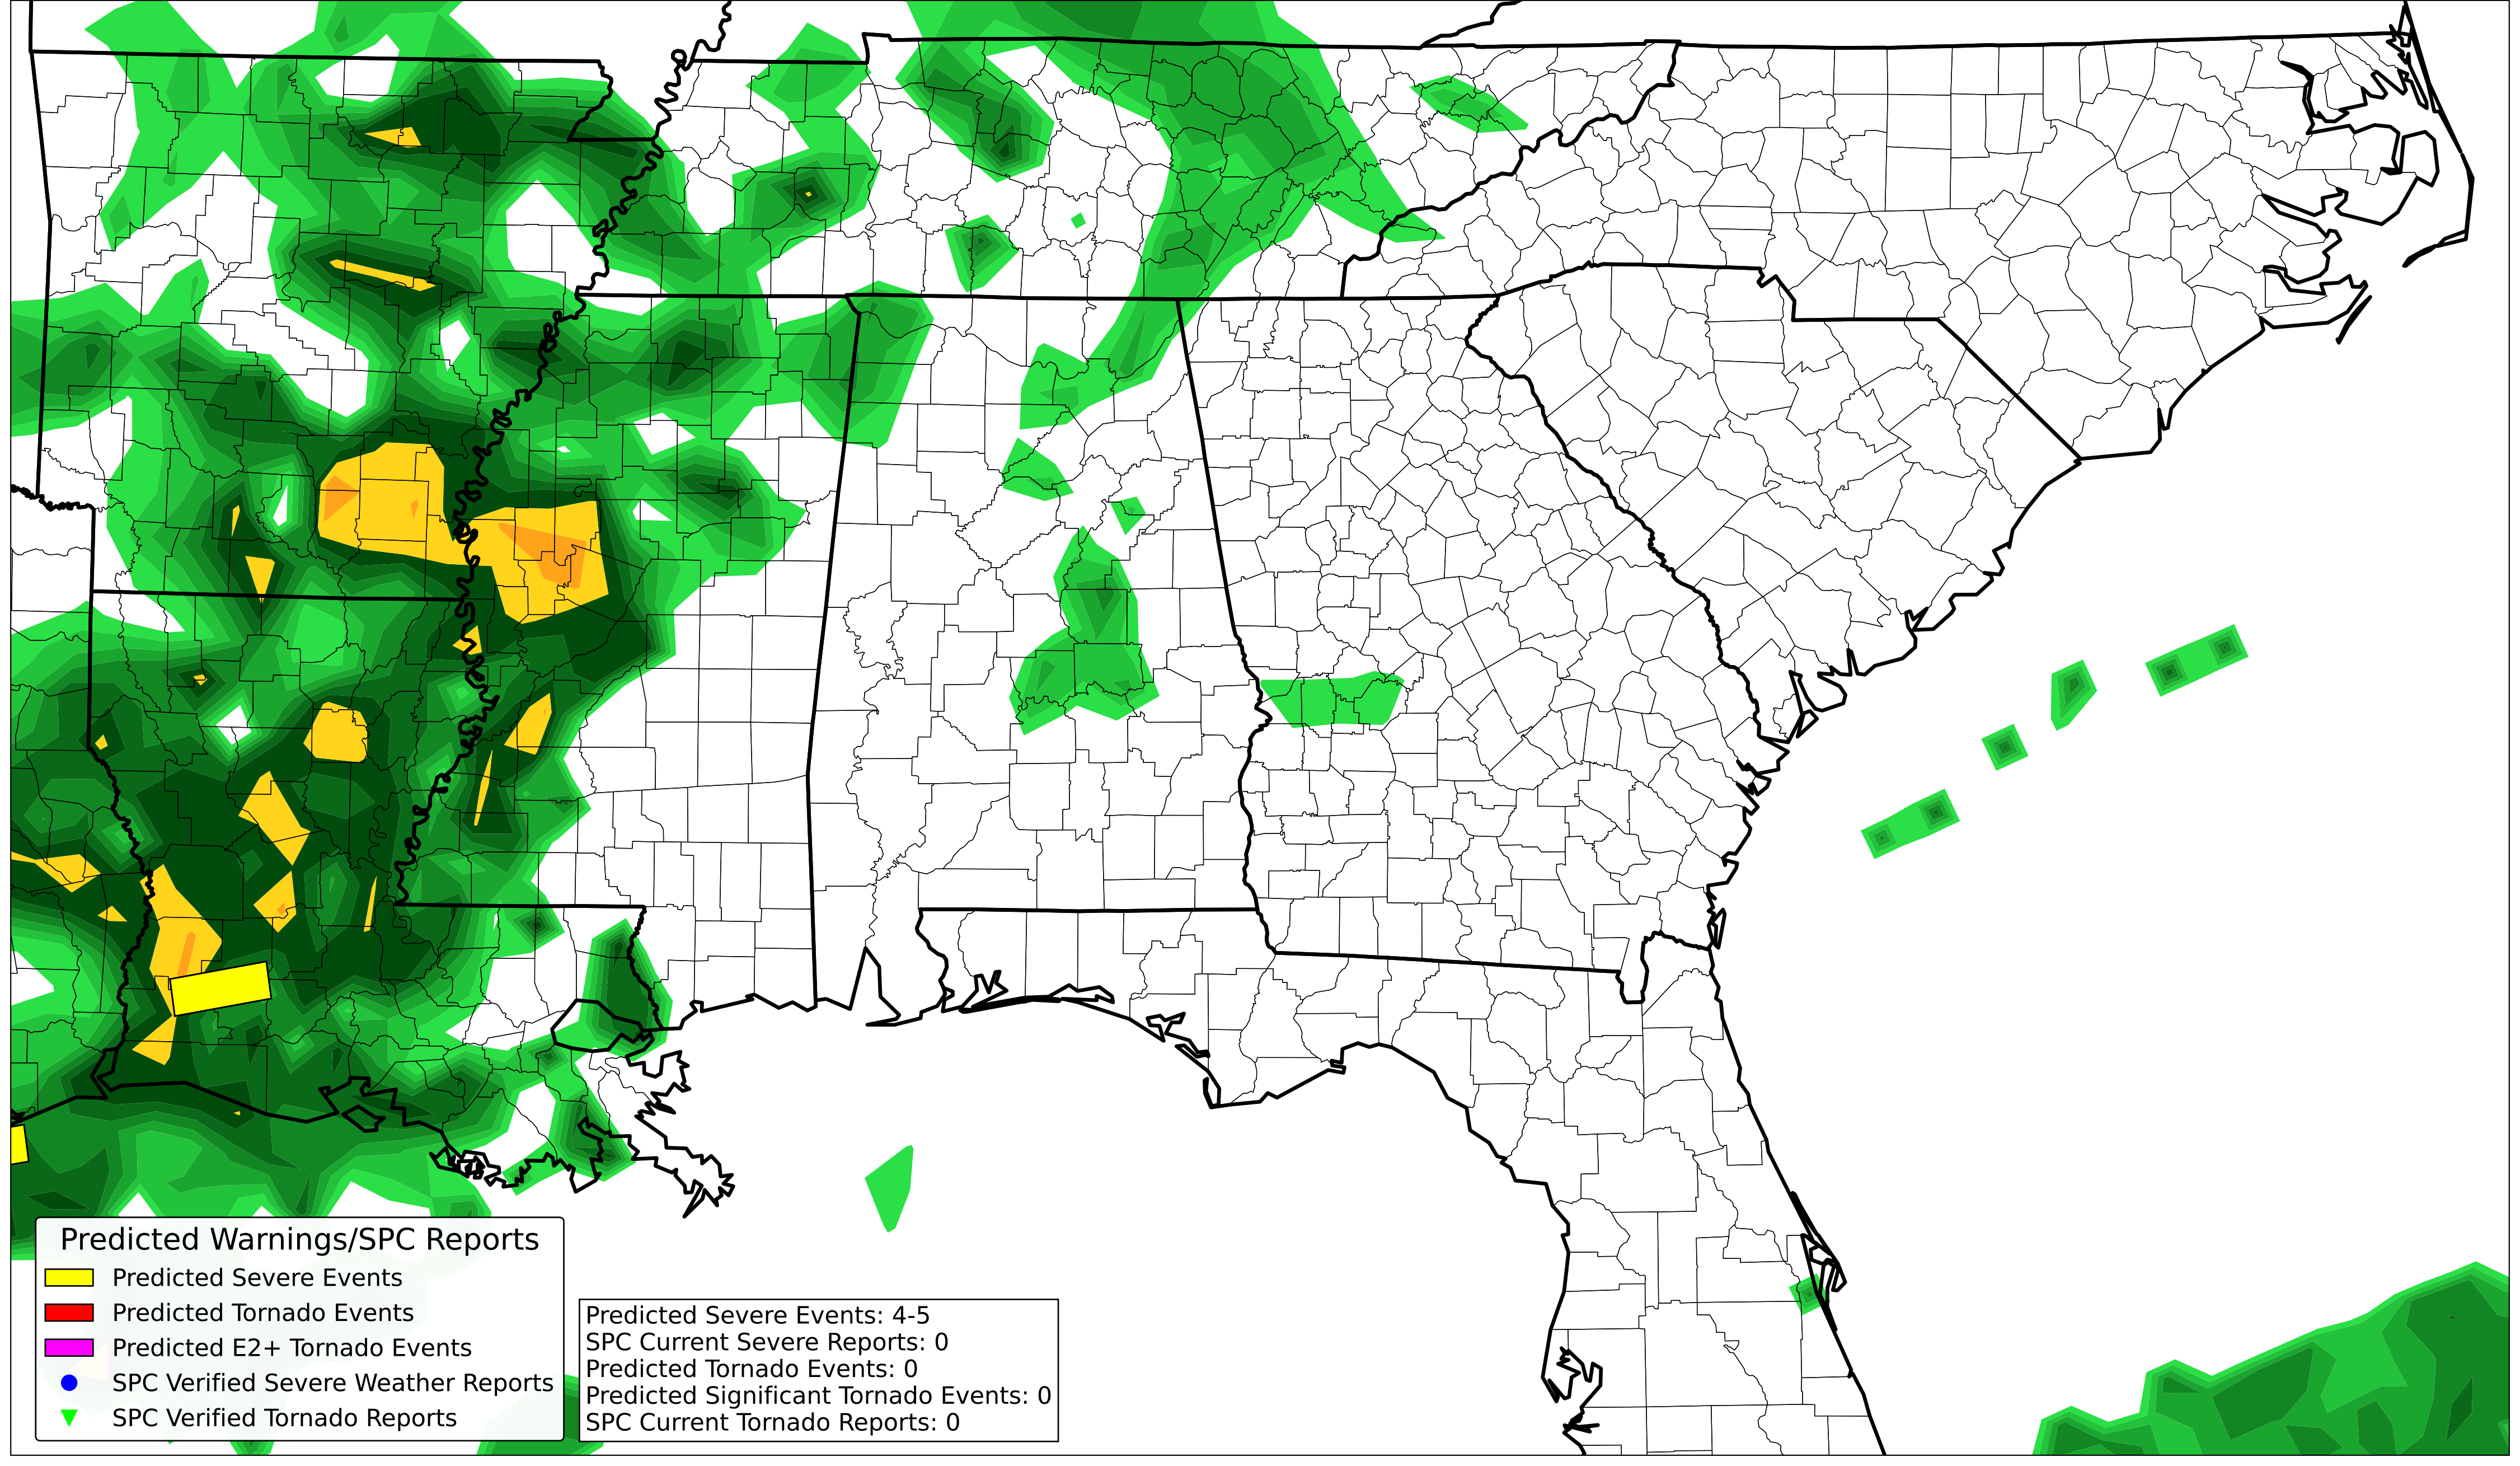 Predicted Warnings/SPC Reports
Predicted Severe Events
Predicted Tornado Events
Predicted E2+ Tornado Events
SPC Verified Severe Weather Reports
SPC Verified Tornado Reports
Predicted Severe Events: 4-5
SPC Current Severe Reports: 0
Predicted Tornado Events: 0
Predicted Significant Tornado Events: 0
SPC Current Tornado Reports: 0